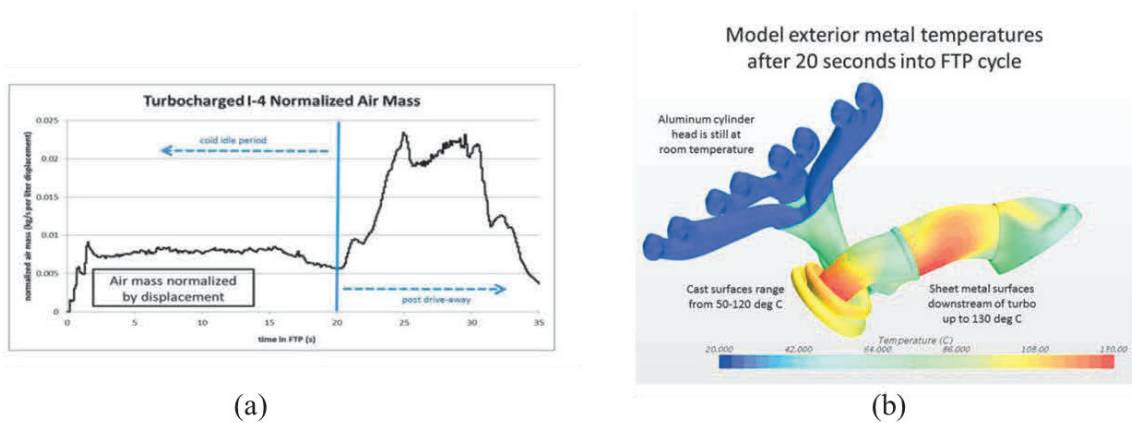 Turbocharged I-4 Normalized Air Mass
normalized air mass (kg/s per liter displacement)
0.025
0.02
0.015
0.01
0.005
0
cold idle period
Air mass normalized
by displacement
post drive-away
0 5 10 15 20 25 30 35
time in FTP (s)
(a)
Model exterior metal temperatures
after 20 seconds into FTP cycle
Aluminum cylinder
head is still at
room temperature
Cast surfaces range
from 50-120 deg C
Sheet metal surfaces
downstream of turbo
up to 130 deg C
Temperature (C)
20.000 42.000 64.000 86.000 108.00 130.00
(b)